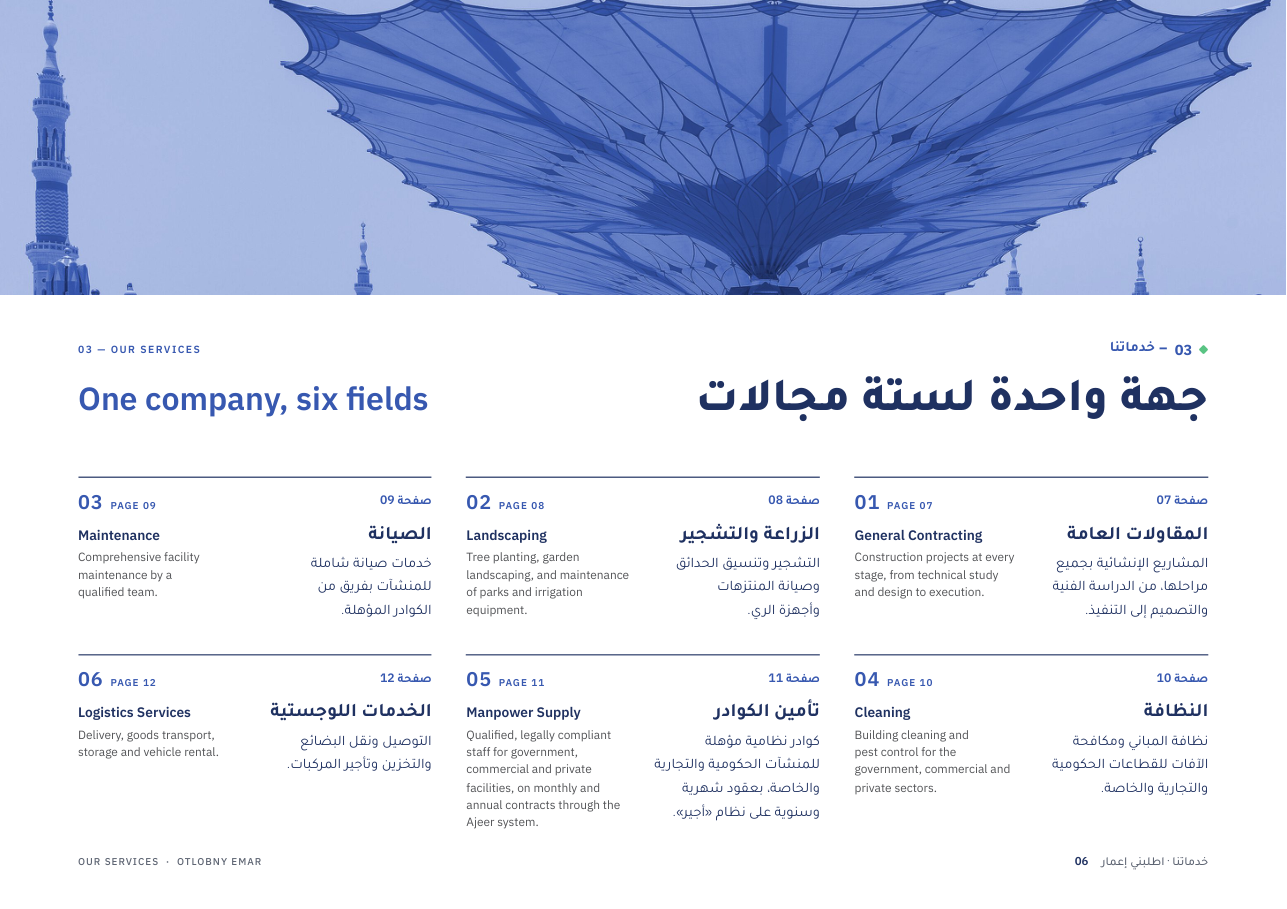 03 — OUR SERVICES
03 – خدماتنا
One company, six fields
جهة واحدة لستة مجالات
01 PAGE 07
صفحة 07
General Contracting
المقاولات العامة
Construction projects at every
stage, from technical study
and design to execution.
المشاريع الإنشائية بجميع
مراحلها، من الدراسة الفنية
والتصميم إلى التنفيذ.
02 PAGE 08
صفحة 08
Landscaping
الزراعة والتشجير
Tree planting, garden
landscaping, and maintenance
of parks and irrigation
equipment.
التشجير وتنسيق الحدائق
وصيانة المنتزهات
وأجهزة الري.
03 PAGE 09
صفحة 09
Maintenance
الصيانة
Comprehensive facility
maintenance by a
qualified team.
خدمات صيانة شاملة
للمنشآت بفريق من
الكوادر المؤهلة.
04 PAGE 10
صفحة 10
Cleaning
النظافة
Building cleaning and
pest control for the
government, commercial and
private sectors.
نظافة المباني ومكافحة
الآفات للقطاعات الحكومية
والتجارية والخاصة.
05 PAGE 11
صفحة 11
Manpower Supply
تأمين الكوادر
Qualified, legally compliant
staff for government,
commercial and private
facilities, on monthly and
annual contracts through the
Ajeer system.
كوادر نظامية مؤهلة
للمنشآت الحكومية والتجارية
والخاصة، بعقود شهرية
وسنوية على نظام «أجير».
06 PAGE 12
صفحة 12
Logistics Services
الخدمات اللوجستية
Delivery, goods transport,
storage and vehicle rental.
التوصيل ونقل البضائع
والتخزين وتأجير المركبات.
OUR SERVICES · OTLOBNY EMAR
خدماتنا · اطلبني إعمار 06